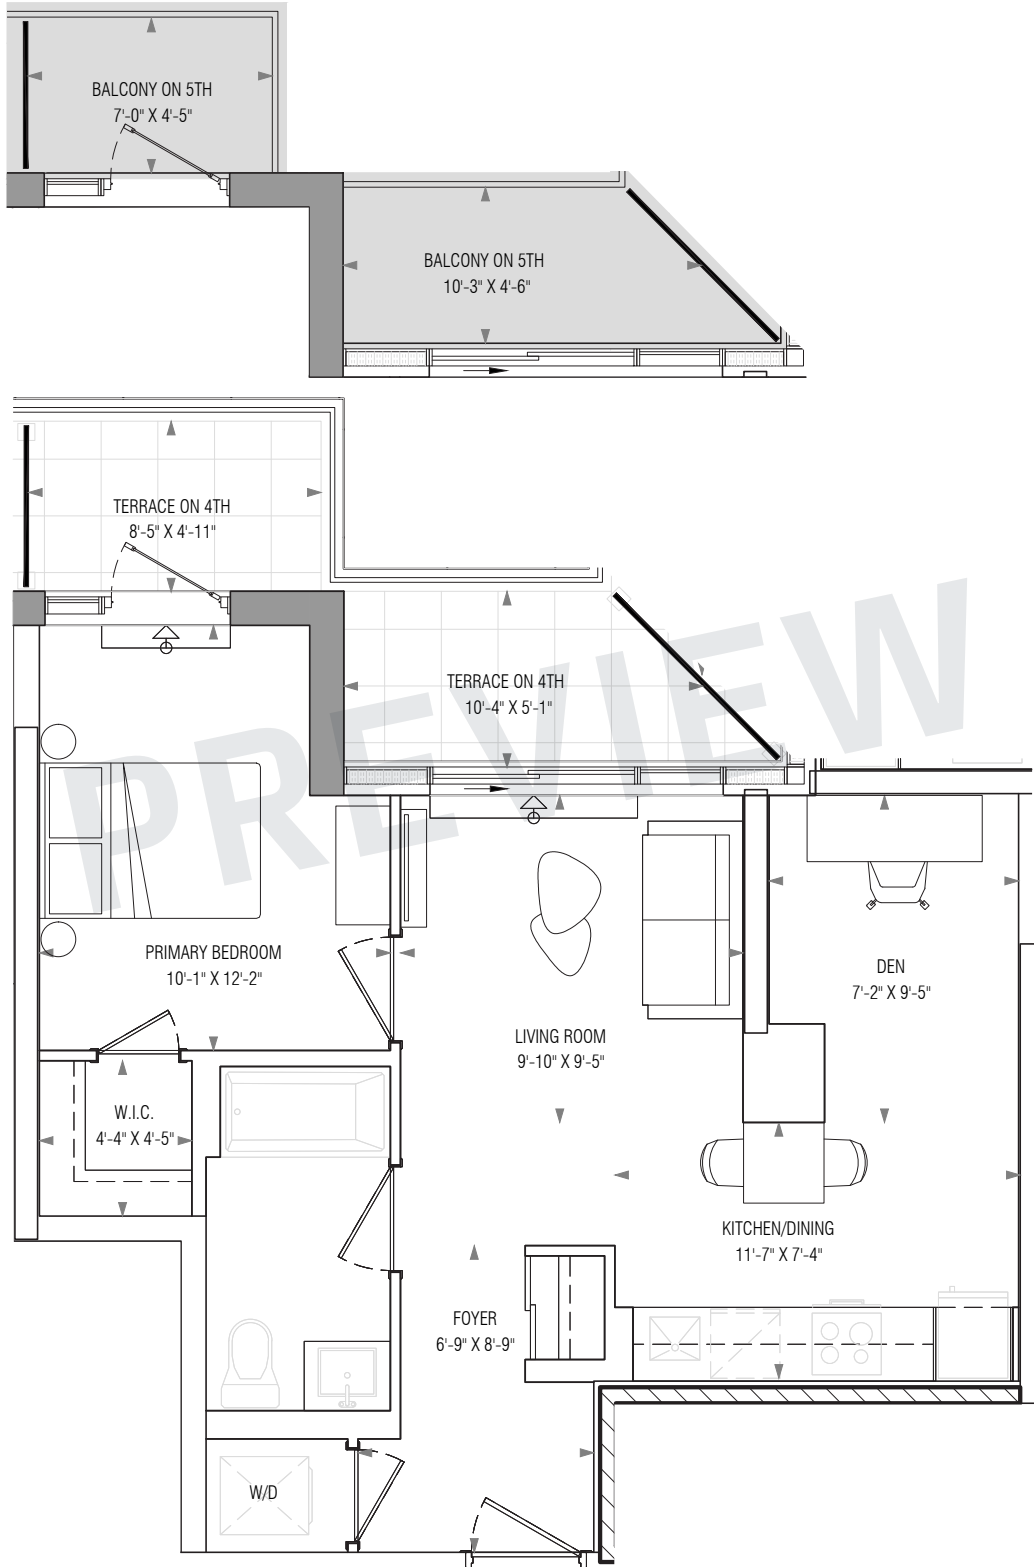 BALCONY ON 5TH
7'-0" X 4'-5"
BALCONY ON 5TH
10'-3" X 4'-6"
TERRACE ON 4TH
8'-5" X 4'-11"
TERRACE ON 4TH
10'-4" X 5'-1"
PREVIEW
PRIMARY BEDROOM
10'-1" X 12'-2"
DEN
7'-2" X 9'-5"
LIVING ROOM
9'-10" X 9'-5"
W.I.C.
4'-4" X 4'-5"
KITCHEN/DINING
11'-7" X 7'-4"
FOYER
6'-9" X 8'-9"
W/D